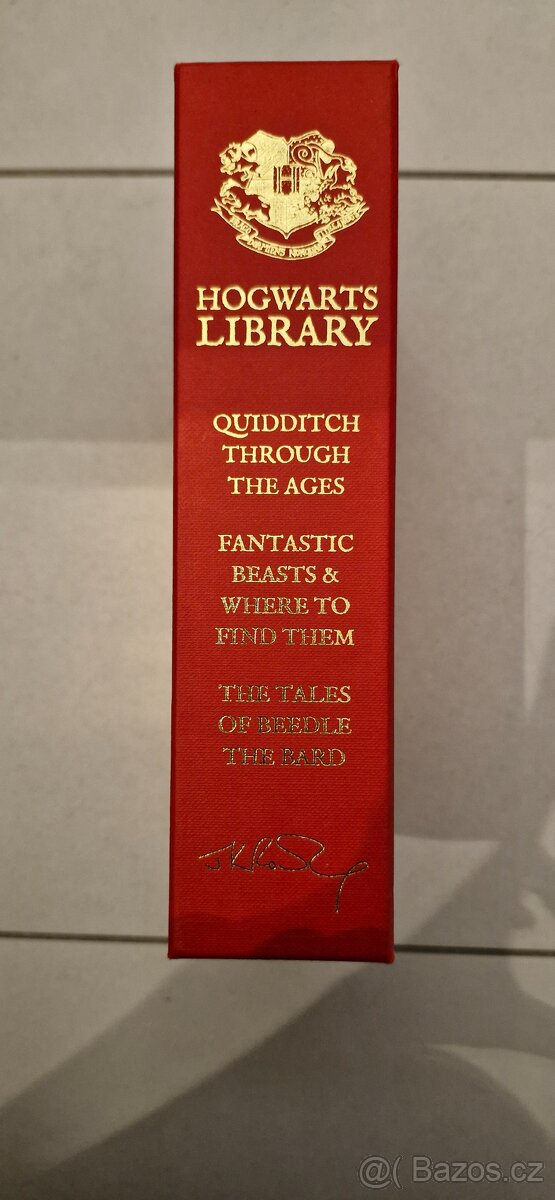 HOGWARTS
LIBRARY
QUIDDITCH
THROUGH
THE AGES
FANTASTIC
BEASTS &
WHERE TO
FIND THEM
THE TALES
OF BEEDLE
THE BARD
@( Bazos.cz